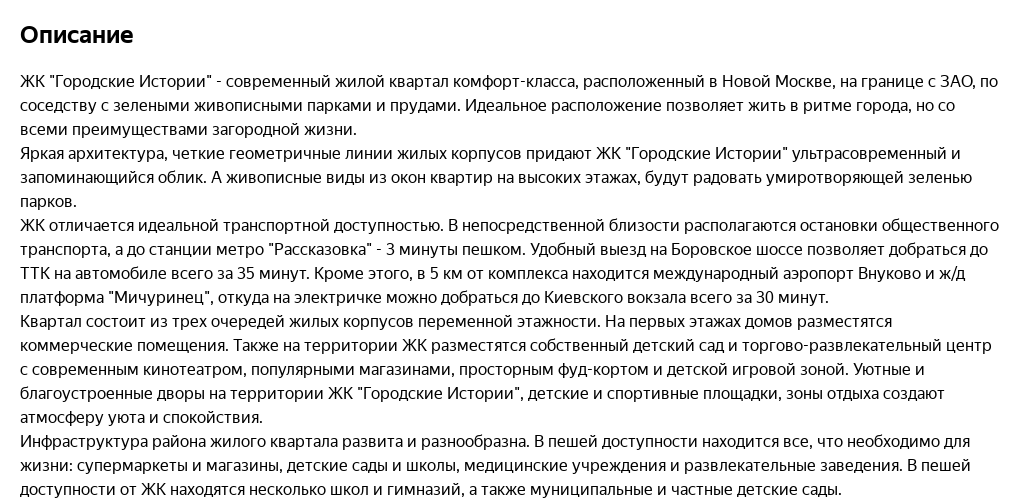 Описание
ЖК "Городские Истории" - современный жилой квартал комфорт-класса, расположенный в Новой Москве, на границе с ЗАО, по
соседству с зелеными живописными парками и прудами. Идеальное расположение позволяет жить в ритме города, но со
всеми преимуществами загородной жизни.
Яркая архитектура, четкие геометричные линии жилых корпусов придают ЖК "Городские Истории" ультрасовременный и
запоминающийся облик. А живописные виды из окон квартир на высоких этажах, будут радовать умиротворяющей зеленью
парков.
ЖК отличается идеальной транспортной доступностью. В непосредственной близости располагаются остановки общественного
транспорта, а до станции метро "Рассказовка" - 3 минуты пешком. Удобный выезд на Боровское шоссе позволяет добраться до
ТТК на автомобиле всего за 35 минут. Кроме этого, в 5 км от комплекса находится международный аэропорт Внуково и ж/д
платформа "Мичуринец", откуда на электричке можно добраться до Киевского вокзала всего за 30 минут.
Квартал состоит из трех очередей жилых корпусов переменной этажности. На первых этажах домов разместятся
коммерческие помещения. Также на территории ЖК разместятся собственный детский сад и торгово-развлекательный центр
с современным кинотеатром, популярными магазинами, просторным фуд-кортом и детской игровой зоной. Уютные и
благоустроенные дворы на территории ЖК "Городские Истории", детские и спортивные площадки, зоны отдыха создают
атмосферу уюта и спокойствия.
Инфраструктура района жилого квартала развита и разнообразна. В пешей доступности находится все, что необходимо для
жизни: супермаркеты и магазины, детские сады и школы, медицинские учреждения и развлекательные заведения. В пешей
доступности от ЖК находятся несколько школ и гимназий, а также муниципальные и частные детские сады.